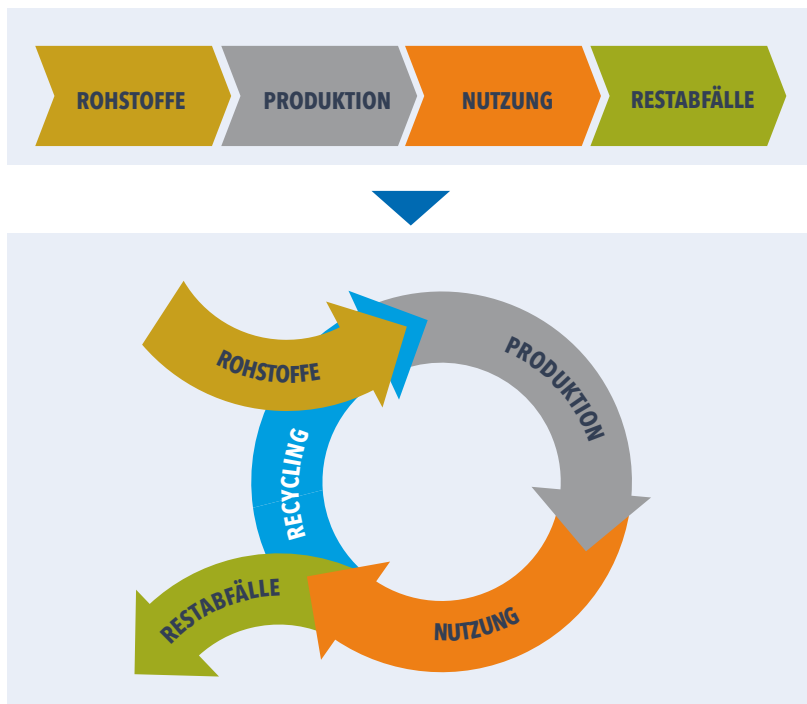 ROHSTOFFE
PRODUKTION
NUTZUNG
RESTABFÄLLE
ROHSTOFFE
PRODUKTION
RECYCLING
RESTABFÄLLE
NUTZUNG